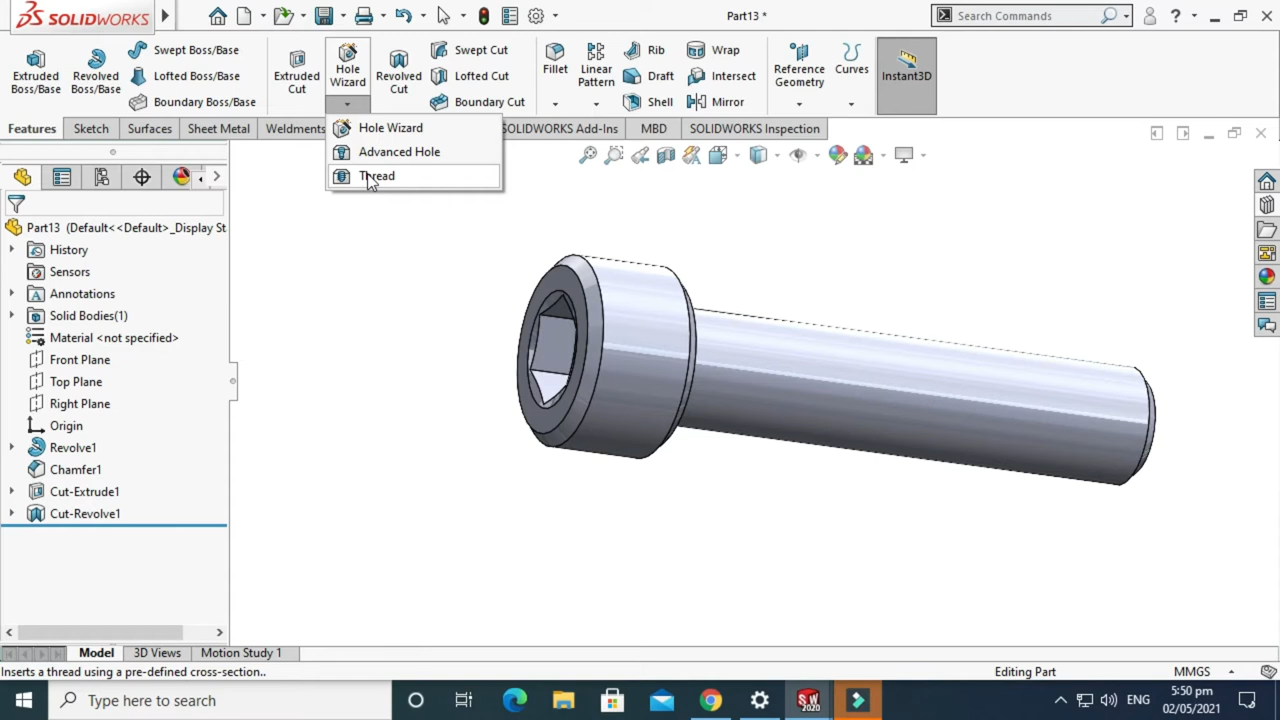 SOLIDWORKS
Part13 *
Search Commands
Extruded Boss/Base
Revolved Boss/Base
Swept Boss/Base
Lofted Boss/Base
Boundary Boss/Base
Extruded Cut
Hole Wizard
Revolved Cut
Swept Cut
Lofted Cut
Boundary Cut
Fillet
Linear Pattern
Rib
Draft
Shell
Wrap
Intersect
Mirror
Reference Geometry
Curves
Instant3D
Features
Sketch
Surfaces
Sheet Metal
Weldments
SOLIDWORKS Add-Ins
MBD
SOLIDWORKS Inspection
Hole Wizard
Advanced Hole
Thread
Part13 (Default<<Default>_Display St
History
Sensors
Annotations
Solid Bodies(1)
Material <not specified>
Front Plane
Top Plane
Right Plane
Origin
Revolve1
Chamfer1
Cut-Extrude1
Cut-Revolve1
Model
3D Views
Motion Study 1
Inserts a thread using a pre-defined cross-section..
Editing Part
MMGS
Type here to search
SW
2020
ENG
5:50 pm
02/05/2021